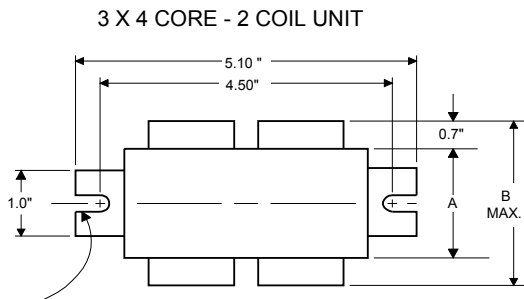 3 X 4 CORE - 2 COIL UNIT
5.10 "
4.50"
0.7"
1.0"
A
B
MAX.